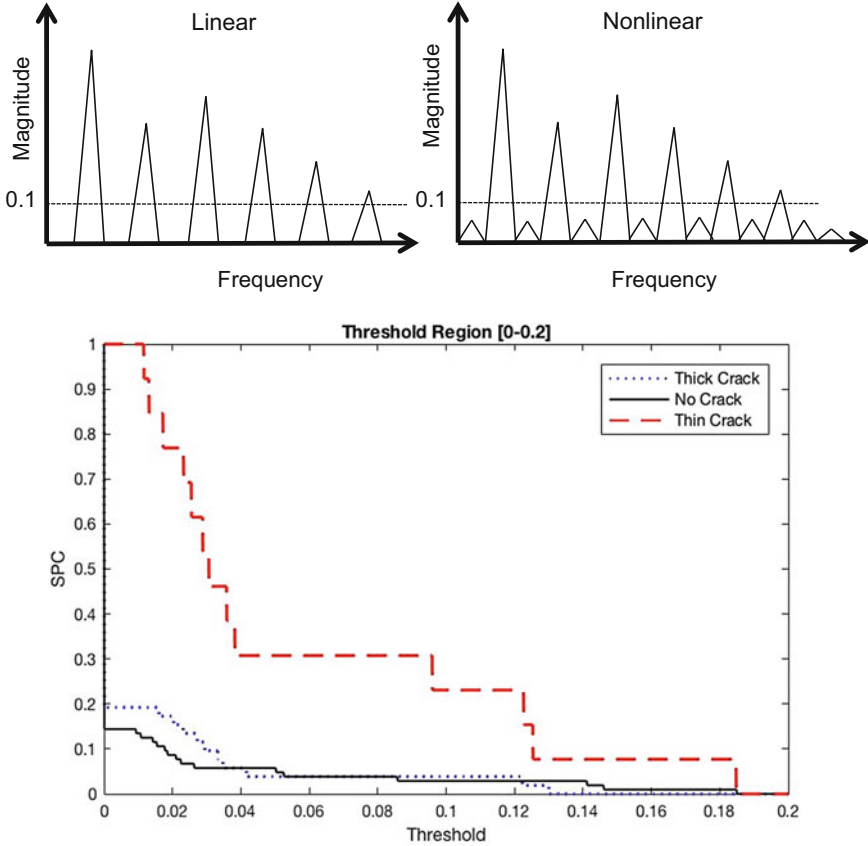 Linear
Magnitude
0.1
Frequency
Nonlinear
Magnitude
0.1
Frequency
Threshold Region [0-0.2]
SPC
1
0.9
0.8
0.7
0.6
0.5
0.4
0.3
0.2
0.1
0
Thick Crack
No Crack
Thin Crack
0 0.02 0.04 0.06 0.08 0.1 0.12 0.14 0.16 0.18 0.2
Threshold